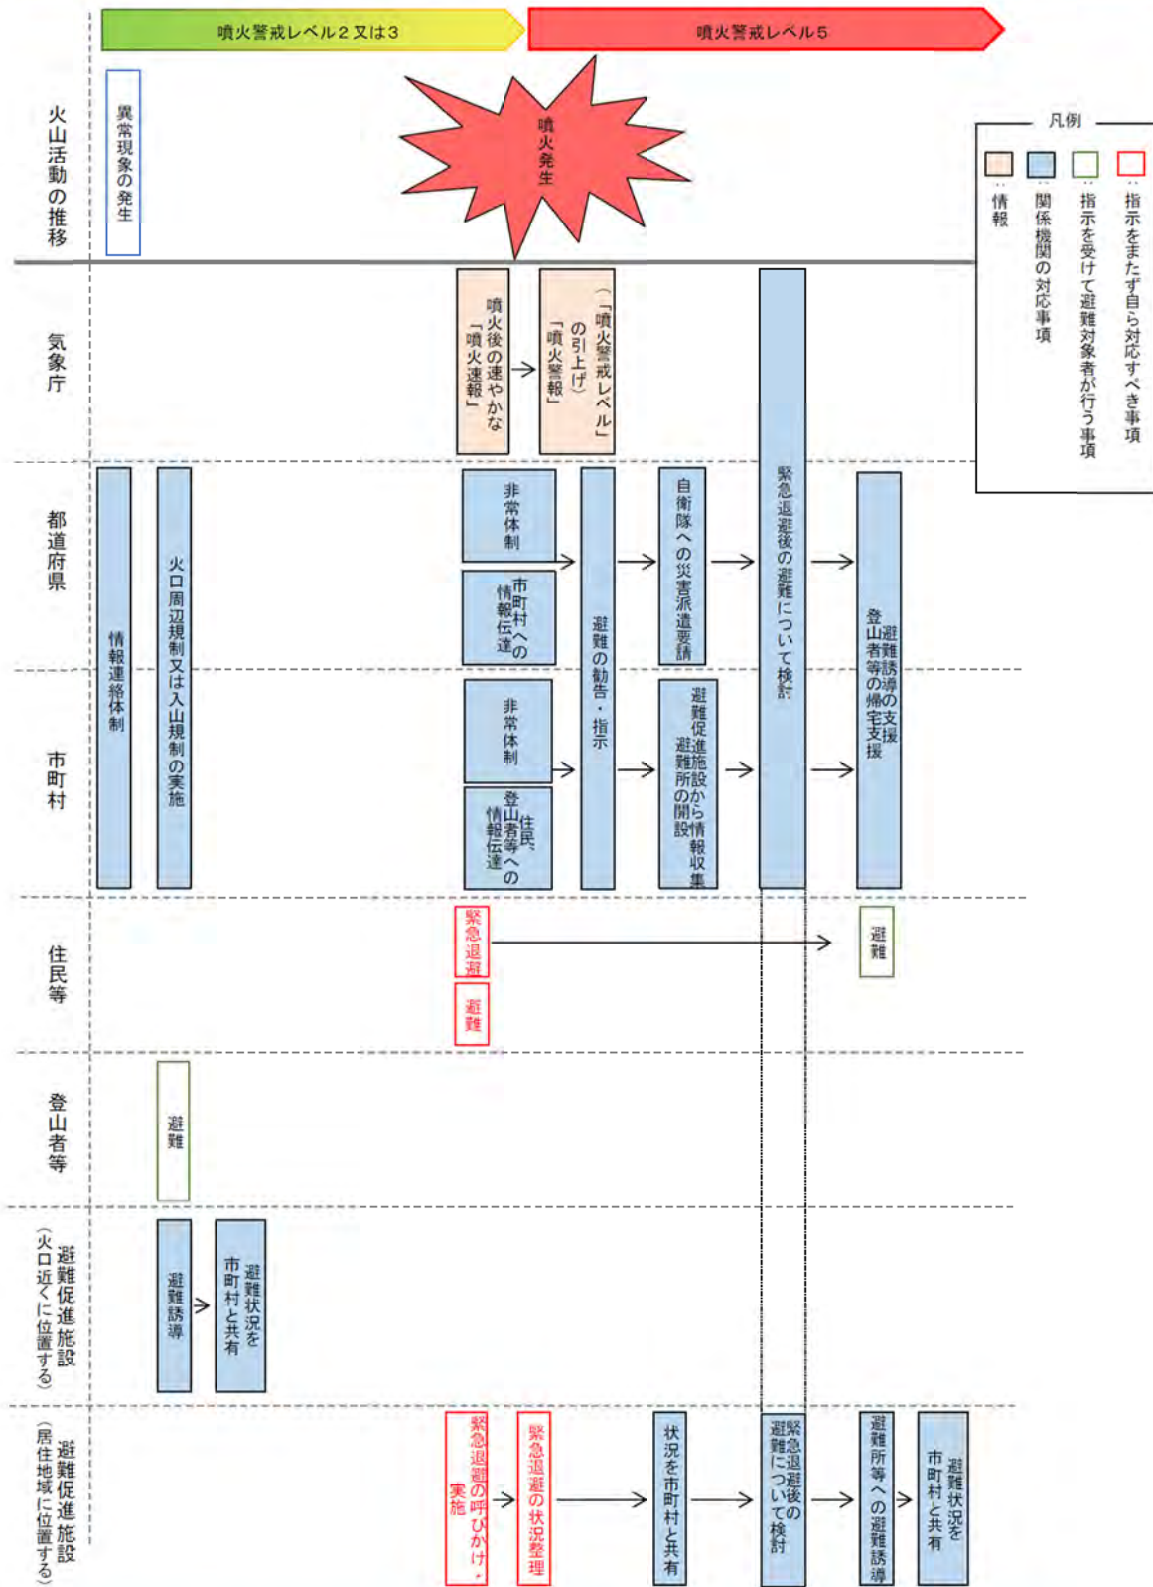 噴火警戒レベル２又は３
噴火警戒レベル５
火山活動の推移
異常現象の発生
噴火発生
凡例
：情報
：関係機関の対応事項
：指示を受けて避難対象者が行う事項
：指示をまたず自ら対応すべき事項
気象庁
噴火後の速やかな
「噴火速報」
（「噴火警戒レベル」
の引上げ）
「噴火警報」
緊急退避後の避難について検討
都道府県
情報連絡体制
火口周辺規制又は入山規制の実施
非常体制
市町村への
情報伝達
避難の勧告・指示
自衛隊への災害派遣要請
避難誘導の支援
登山者等の帰宅支援
市町村
非常体制
住民、
登山者等への
情報伝達
避難促進施設から情報収集
避難所の開設
住民等
緊急退避
避難
避難
登山者等
避難
避難促進施設
（火口近くに位置する）
避難誘導
避難状況を
市町村と共有
避難促進施設
（居住地域に位置する）
緊急退避の呼びかけ・
実施
緊急退避の状況整理
状況を市町村と共有
緊急退避後の
避難について検討
避難所等への避難誘導
避難状況を
市町村と共有